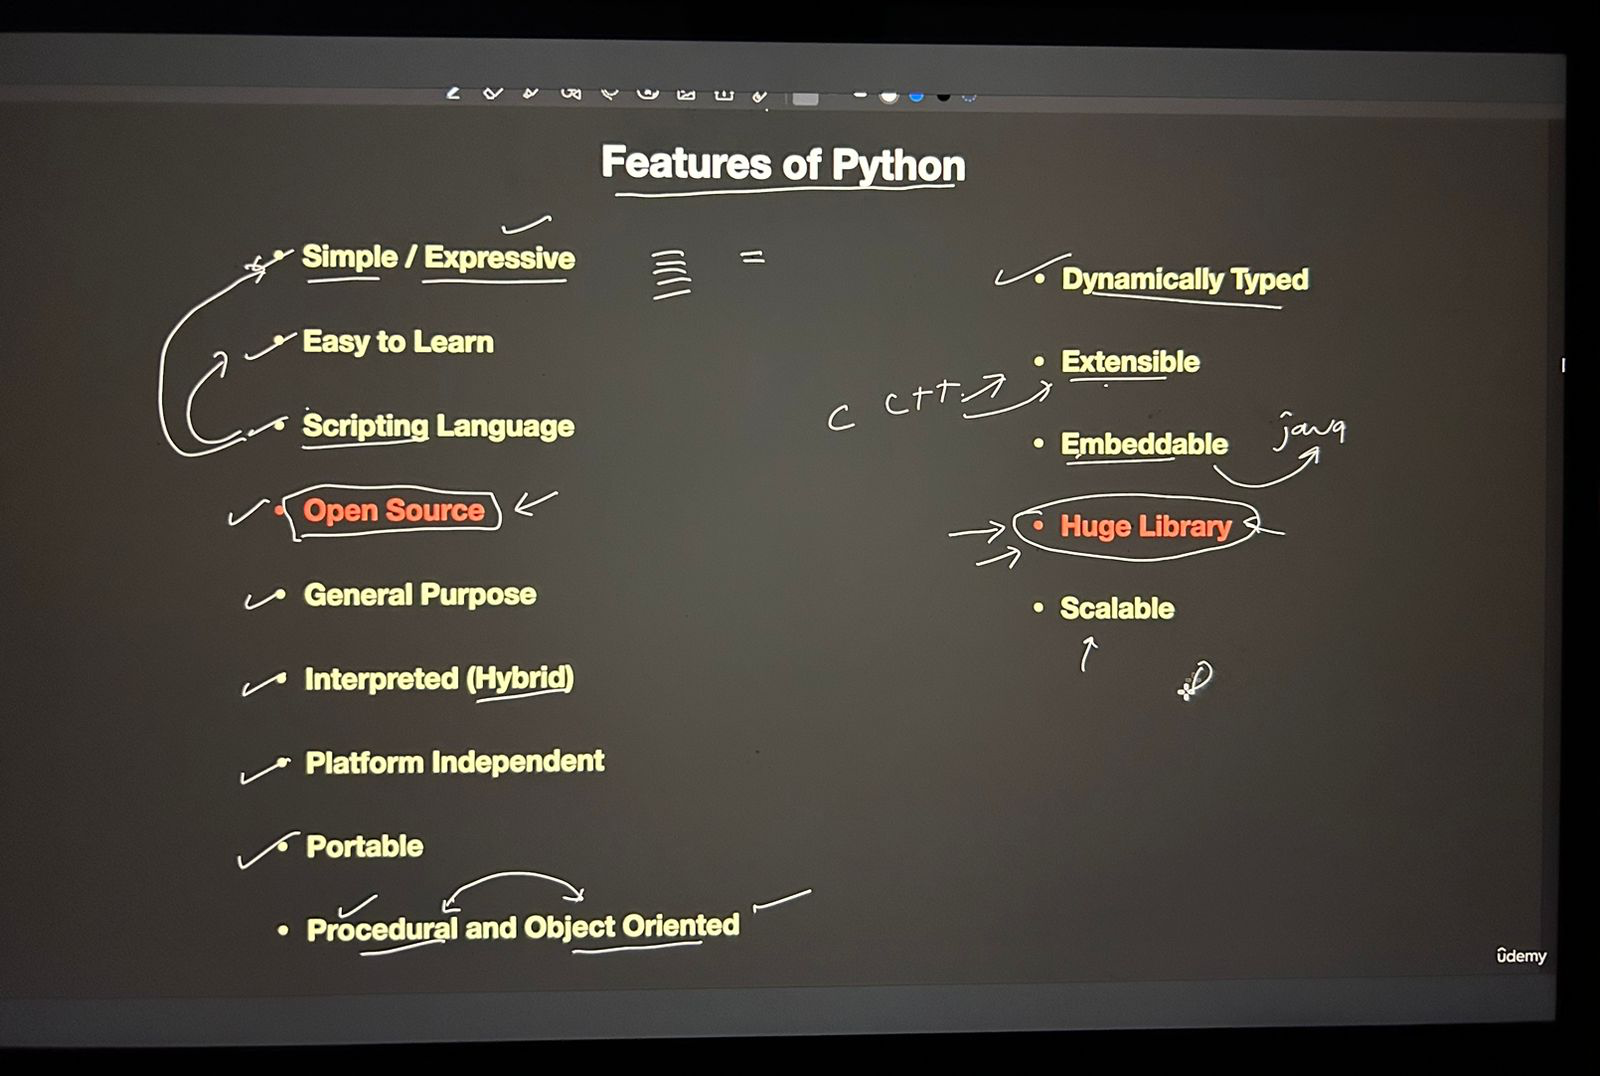 Features of Python
Simple / Expressive
Easy to Learn
Scripting Language
Open Source
General Purpose
Interpreted (Hybrid)
Platform Independent
Portable
Procedural and Object Oriented
Dynamically Typed
Extensible
C C++
Embeddable
java
Huge Library
Scalable
ûdemy